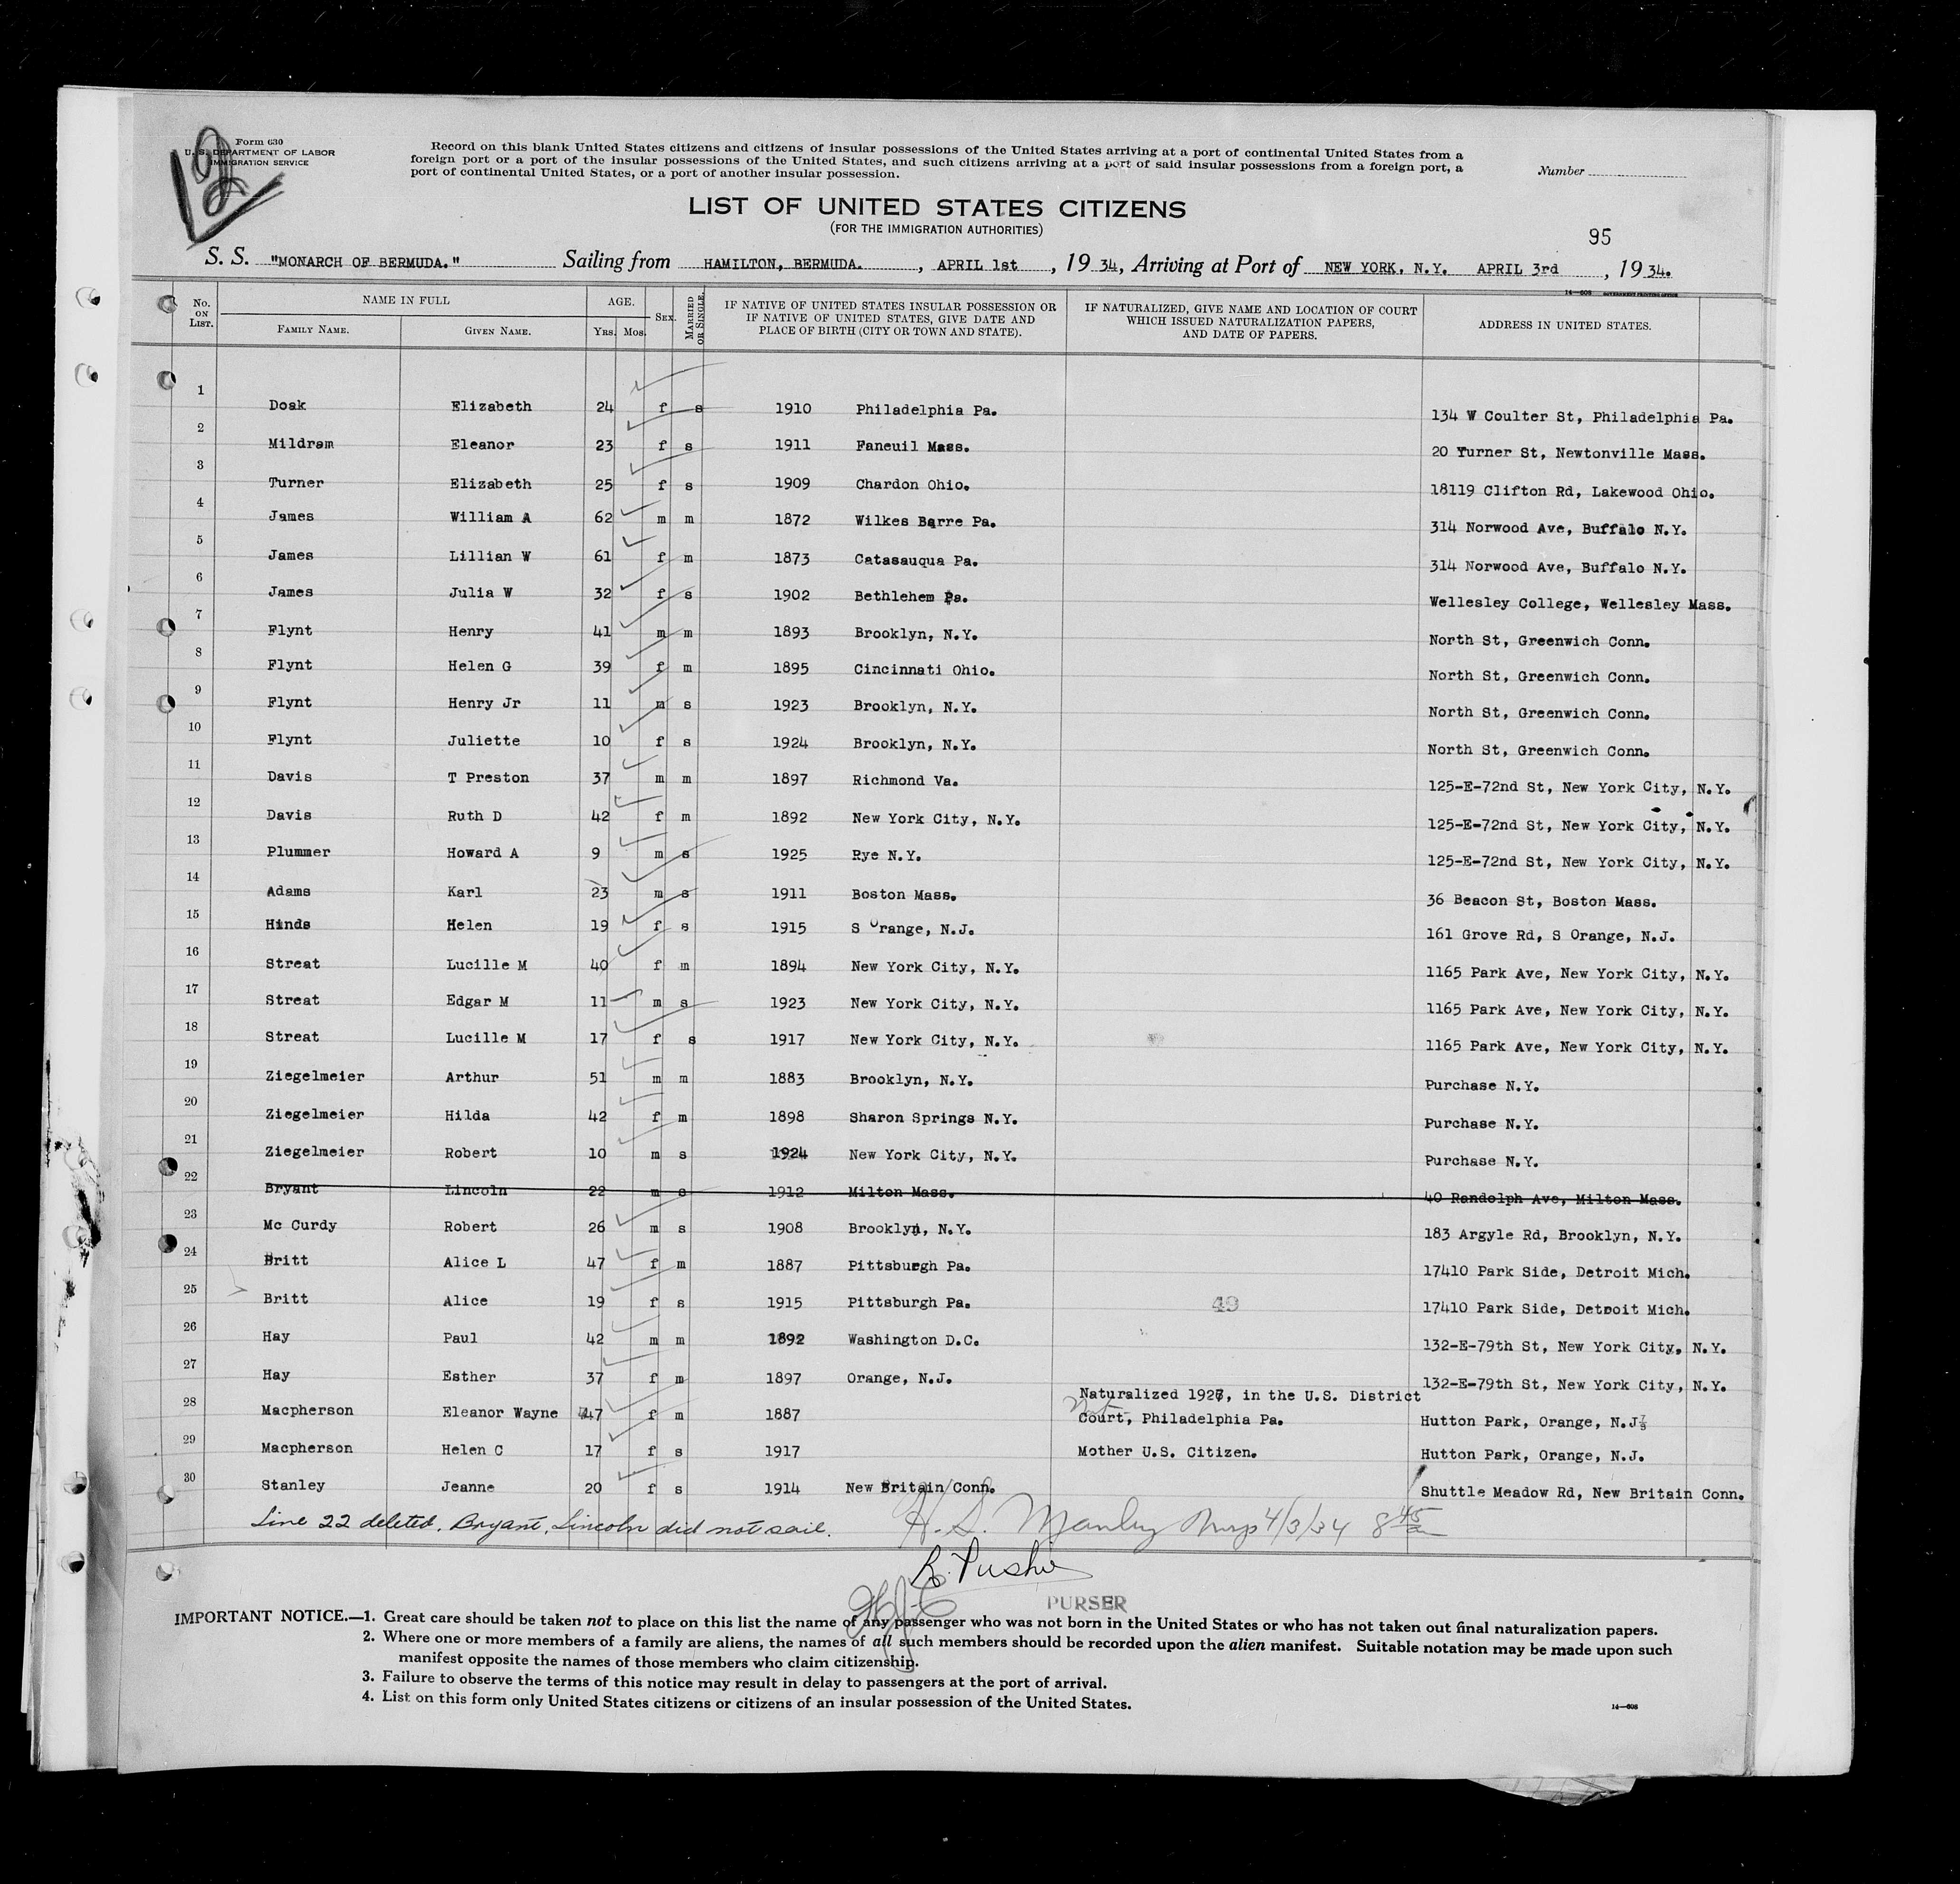 12
Form 630
U. S. DEPARTMENT OF LABOR
IMMIGRATION SERVICE
Record on this blank United States citizens and citizens of insular possessions of the United States arriving at a port of continental United States from a
foreign port or a port of the insular possessions of the United States, and such citizens arriving at a port of said insular possessions from a foreign port, a
port of continental United States, or a port of another insular possession.
Number
LIST OF UNITED STATES CITIZENS
(FOR THE IMMIGRATION AUTHORITIES)
95
S. S. "MONARCH OF BERMUDA." Sailing from HAMILTON, BERMUDA. , APRIL 1st , 1934, Arriving at Port of NEW YORK, N.Y. APRIL 3rd , 1934.
14—608 GOVERNMENT PRINTING OFFICE
No. ON LIST. NAME IN FULL FAMILY NAME. GIVEN NAME. AGE. YRS. MOS. SEX. MARRIED OR SINGLE. IF NATIVE OF UNITED STATES INSULAR POSSESSION OR IF NATIVE OF UNITED STATES, GIVE DATE AND PLACE OF BIRTH (CITY OR TOWN AND STATE). IF NATURALIZED, GIVE NAME AND LOCATION OF COURT WHICH ISSUED NATURALIZATION PAPERS, AND DATE OF PAPERS. ADDRESS IN UNITED STATES.
1 Doak Elizabeth 24 f s 1910 Philadelphia Pa. 134 W Coulter St, Philadelphia Pa.
2 Mildram Eleanor 23 f s 1911 Faneuil Mass. 20 Turner St, Newtonville Mass.
3 Turner Elizabeth 25 f s 1909 Chardon Ohio. 18119 Clifton Rd, Lakewood Ohio.
4 James William A 62 m m 1872 Wilkes Barre Pa. 314 Norwood Ave, Buffalo N.Y.
5 James Lillian W 61 f m 1873 Catasauqua Pa. 314 Norwood Ave, Buffalo N.Y.
6 James Julia W 32 f s 1902 Bethlehem Pa. Wellesley College, Wellesley Mass.
7 Flynt Henry 41 m m 1893 Brooklyn, N.Y. North St, Greenwich Conn.
8 Flynt Helen G 39 f m 1895 Cincinnati Ohio. North St, Greenwich Conn.
9 Flynt Henry Jr 11 m s 1923 Brooklyn, N.Y. North St, Greenwich Conn.
10 Flynt Juliette 10 f s 1924 Brooklyn, N.Y. North St, Greenwich Conn.
11 Davis T Preston 37 m m 1897 Richmond Va. 125-E-72nd St, New York City, N.Y.
12 Davis Ruth D 42 f m 1892 New York City, N.Y. 125-E-72nd St, New York City, N.Y.
13 Plummer Howard A 9 m s 1925 Rye N.Y. 125-E-72nd St, New York City, N.Y.
14 Adams Karl 23 m s 1911 Boston Mass. 36 Beacon St, Boston Mass.
15 Hinds Helen 19 f s 1915 S Orange, N.J. 161 Grove Rd, S Orange, N.J.
16 Streat Lucille M 40 f m 1894 New York City, N.Y. 1165 Park Ave, New York City, N.Y.
17 Streat Edgar M 11 m s 1923 New York City, N.Y. 1165 Park Ave, New York City, N.Y.
18 Streat Lucille M 17 f s 1917 New York City, N.Y. 1165 Park Ave, New York City, N.Y.
19 Ziegelmeier Arthur 51 m m 1883 Brooklyn, N.Y. Purchase N.Y.
20 Ziegelmeier Hilda 42 f m 1898 Sharon Springs N.Y. Purchase N.Y.
21 Ziegelmeier Robert 10 m s 1924 New York City, N.Y. Purchase N.Y.
22 Bryant Lincoln 22 m s 1912 Milton Mass. 40 Randolph Ave, Milton Mass.
23 Mc Curdy Robert 26 m s 1908 Brooklyn, N.Y. 183 Argyle Rd, Brooklyn, N.Y.
24 Britt Alice L 47 f m 1887 Pittsburgh Pa. 17410 Park Side, Detroit Mich.
25 Britt Alice 19 f s 1915 Pittsburgh Pa. 49 17410 Park Side, Detroit Mich.
26 Hay Paul 42 m m 1892 Washington D.C. 132-E-79th St, New York City, N.Y.
27 Hay Esther 37 f m 1897 Orange, N.J. 132-E-79th St, New York City, N.Y.
28 Macpherson Eleanor Wayne 47 f m 1887 Naturalized 1927, in the U.S. District Court, Philadelphia Pa. Hutton Park, Orange, N.J.
29 Macpherson Helen C 17 f s 1917 Mother U.S. Citizen. Hutton Park, Orange, N.J.
30 Stanley Jeanne 20 f s 1914 New Britain Conn. Shuttle Meadow Rd, New Britain Conn.
Line 22 deleted. Bryant, Lincoln did not sail. H. S. Manley Insp 4/3/34 8 45 a
PURSER
IMPORTANT NOTICE.—1. Great care should be taken not to place on this list the name of any passenger who was not born in the United States or who has not taken out final naturalization papers.
2. Where one or more members of a family are aliens, the names of all such members should be recorded upon the alien manifest. Suitable notation may be made upon such
manifest opposite the names of those members who claim citizenship.
3. Failure to observe the terms of this notice may result in delay to passengers at the port of arrival.
4. List on this form only United States citizens or citizens of an insular possession of the United States.
14—608